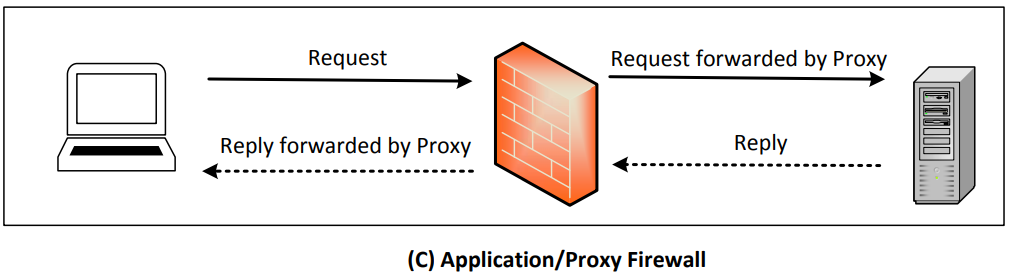 Request
Request forwarded by Proxy
Reply forwarded by Proxy
Reply
(C) Application/Proxy Firewall